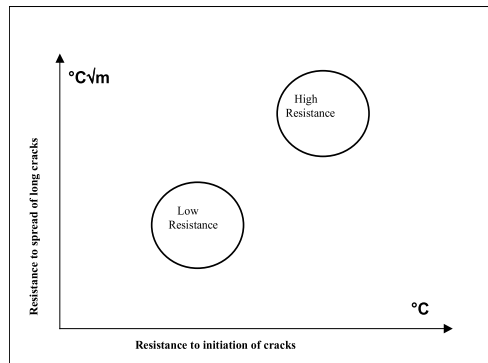 °C√m
High
Resistance
Low
Resistance
Resistance to spread of long cracks
°C
Resistance to initiation of cracks